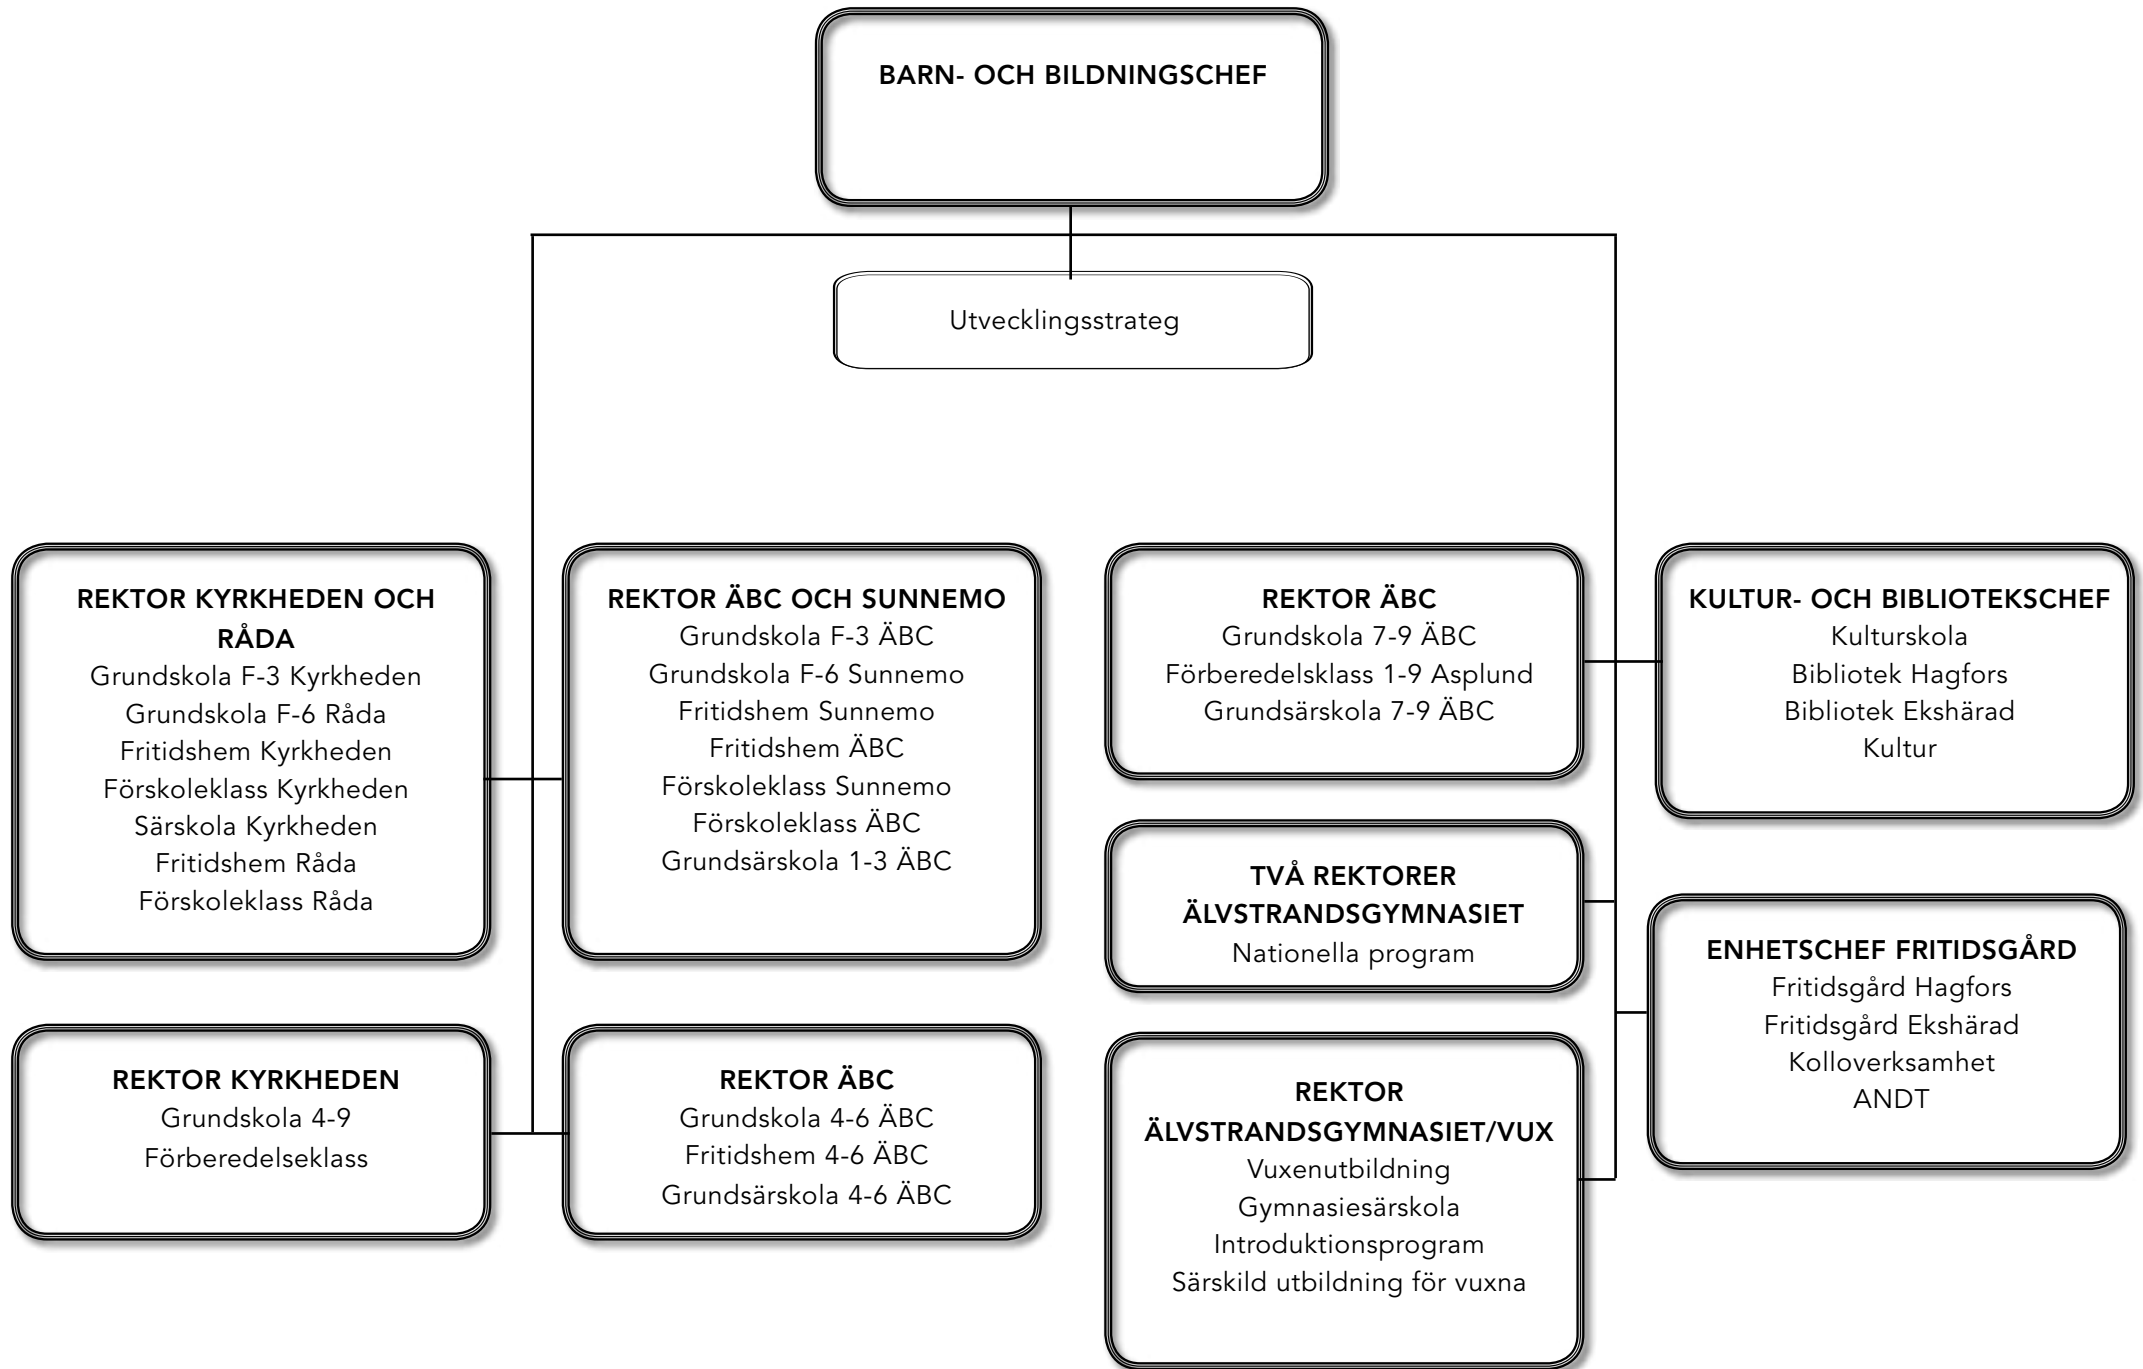 BARN- OCH BILDNINGSCHEF
Utvecklingsstrateg
REKTOR KYRKHEDEN OCH
RÅDA
Grundskola F-3 Kyrkheden
Grundskola F-6 Råda
Fritidshem Kyrkheden
Förskoleklass Kyrkheden
Särskola Kyrkheden
Fritidshem Råda
Förskoleklass Råda
REKTOR ÄBC OCH SUNNEMO
Grundskola F-3 ÄBC
Grundskola F-6 Sunnemo
Fritidshem Sunnemo
Fritidshem ÄBC
Förskoleklass Sunnemo
Förskoleklass ÄBC
Grundsärskola 1-3 ÄBC
REKTOR ÄBC
Grundskola 7-9 ÄBC
Förberedelsklass 1-9 Asplund
Grundsärskola 7-9 ÄBC
KULTUR- OCH BIBLIOTEKSCHEF
Kulturskola
Bibliotek Hagfors
Bibliotek Ekshärad
Kultur
TVÅ REKTORER
ÄLVSTRANDSGYMNASIET
Nationella program
ENHETSCHEF FRITIDSGÅRD
Fritidsgård Hagfors
Fritidsgård Ekshärad
Kolloverksamhet
ANDT
REKTOR KYRKHEDEN
Grundskola 4-9
Förberedelseklass
REKTOR ÄBC
Grundskola 4-6 ÄBC
Fritidshem 4-6 ÄBC
Grundsärskola 4-6 ÄBC
REKTOR
ÄLVSTRANDSGYMNASIET/VUX
Vuxenutbildning
Gymnasiesärskola
Introduktionsprogram
Särskild utbildning för vuxna